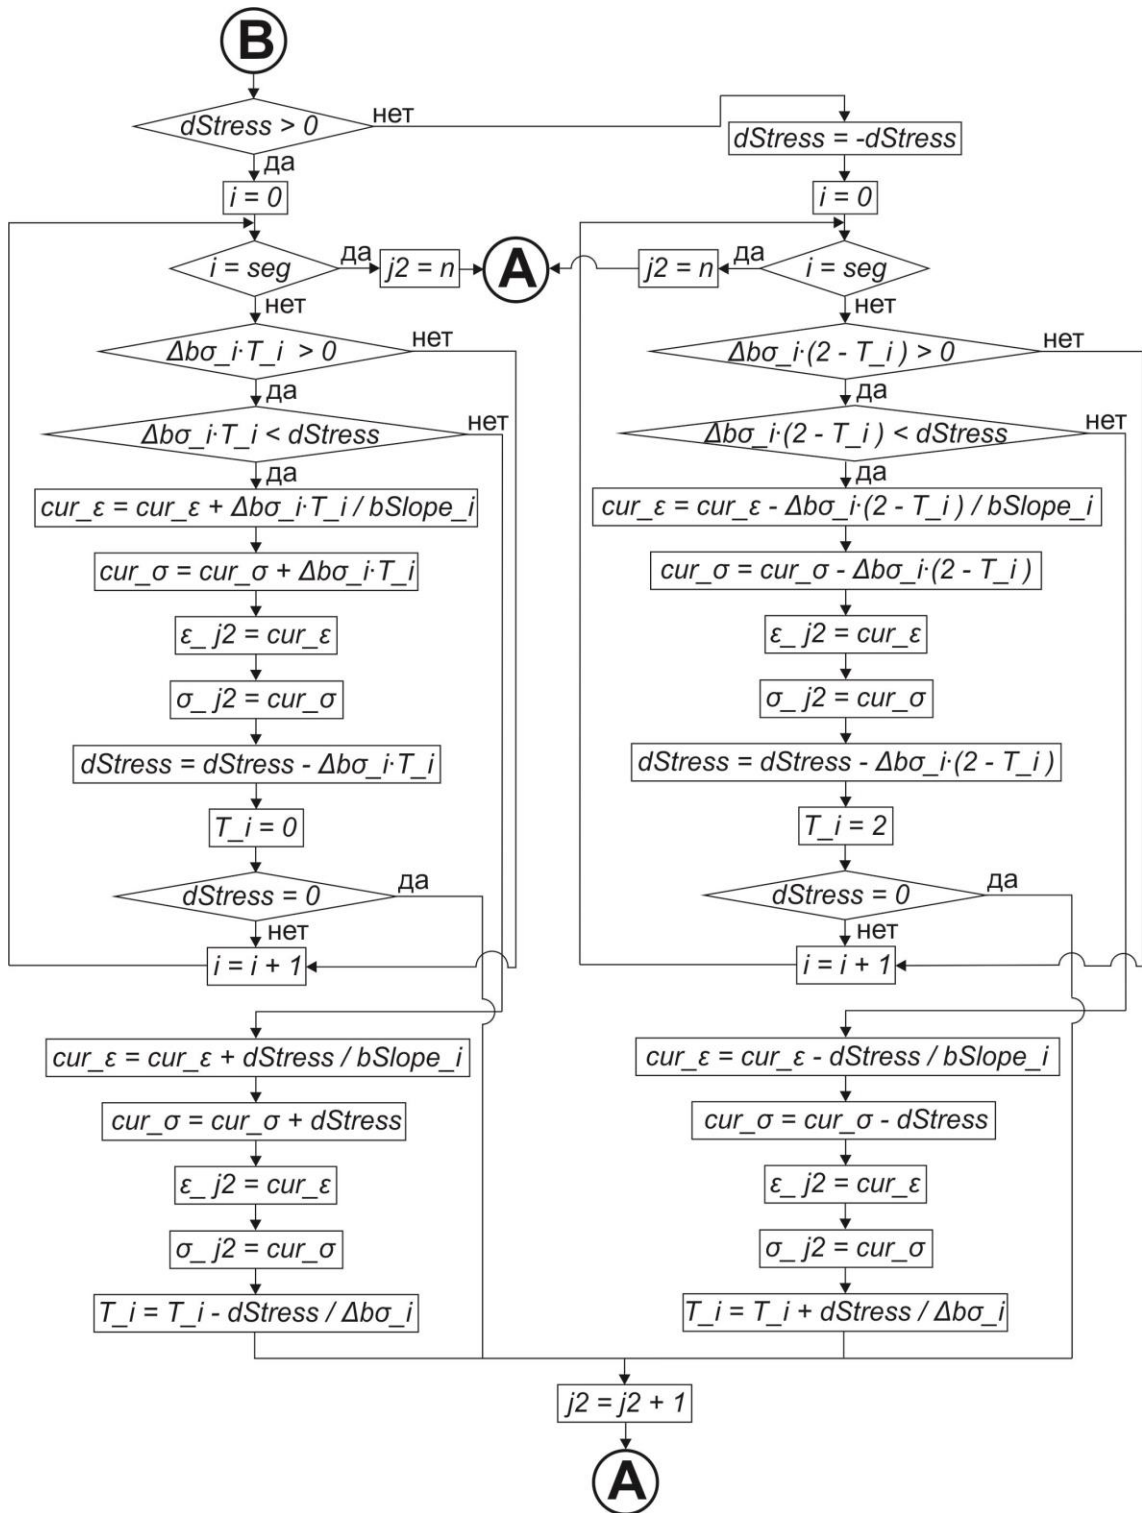 B
dStress > 0
нет
да
i = 0
i = seg
да
j2 = n
нет
Δbσ_i·T_i > 0
нет
да
Δbσ_i·T_i < dStress
нет
да
cur_ε = cur_ε + Δbσ_i·T_i / bSlope_i
cur_σ = cur_σ + Δbσ_i·T_i
ε_ j2 = cur_ε
σ_ j2 = cur_σ
dStress = dStress - Δbσ_i·T_i
T_i = 0
dStress = 0
да
нет
i = i + 1
cur_ε = cur_ε + dStress / bSlope_i
cur_σ = cur_σ + dStress
ε_ j2 = cur_ε
σ_ j2 = cur_σ
T_i = T_i - dStress / Δbσ_i
A
dStress = -dStress
i = 0
i = seg
да
j2 = n
нет
Δbσ_i·(2 - T_i ) > 0
нет
да
Δbσ_i·(2 - T_i ) < dStress
нет
да
cur_ε = cur_ε - Δbσ_i·(2 - T_i ) / bSlope_i
cur_σ = cur_σ - Δbσ_i·(2 - T_i )
ε_ j2 = cur_ε
σ_ j2 = cur_σ
dStress = dStress - Δbσ_i·(2 - T_i )
T_i = 2
dStress = 0
да
нет
i = i + 1
cur_ε = cur_ε - dStress / bSlope_i
cur_σ = cur_σ - dStress
ε_ j2 = cur_ε
σ_ j2 = cur_σ
T_i = T_i + dStress / Δbσ_i
j2 = j2 + 1
A